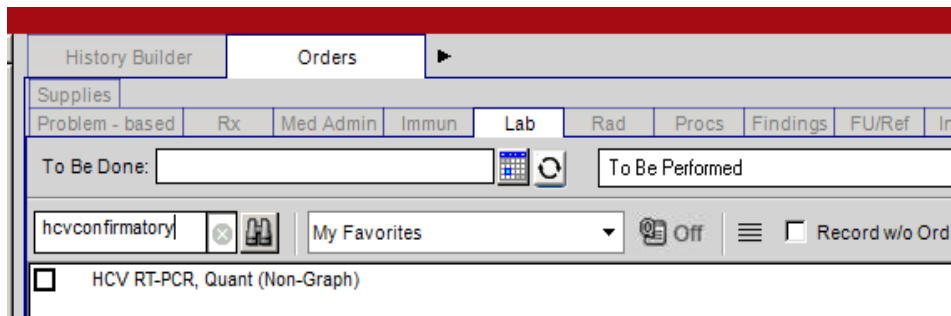 History Builder Orders
Supplies
Problem - based Rx Med Admin Immun Lab Rad Procs Findings FU/Ref
To Be Done: To Be Performed
hcvconfirmatory My Favorites Off Record w/o Ord
HCV RT-PCR, Quant (Non-Graph)